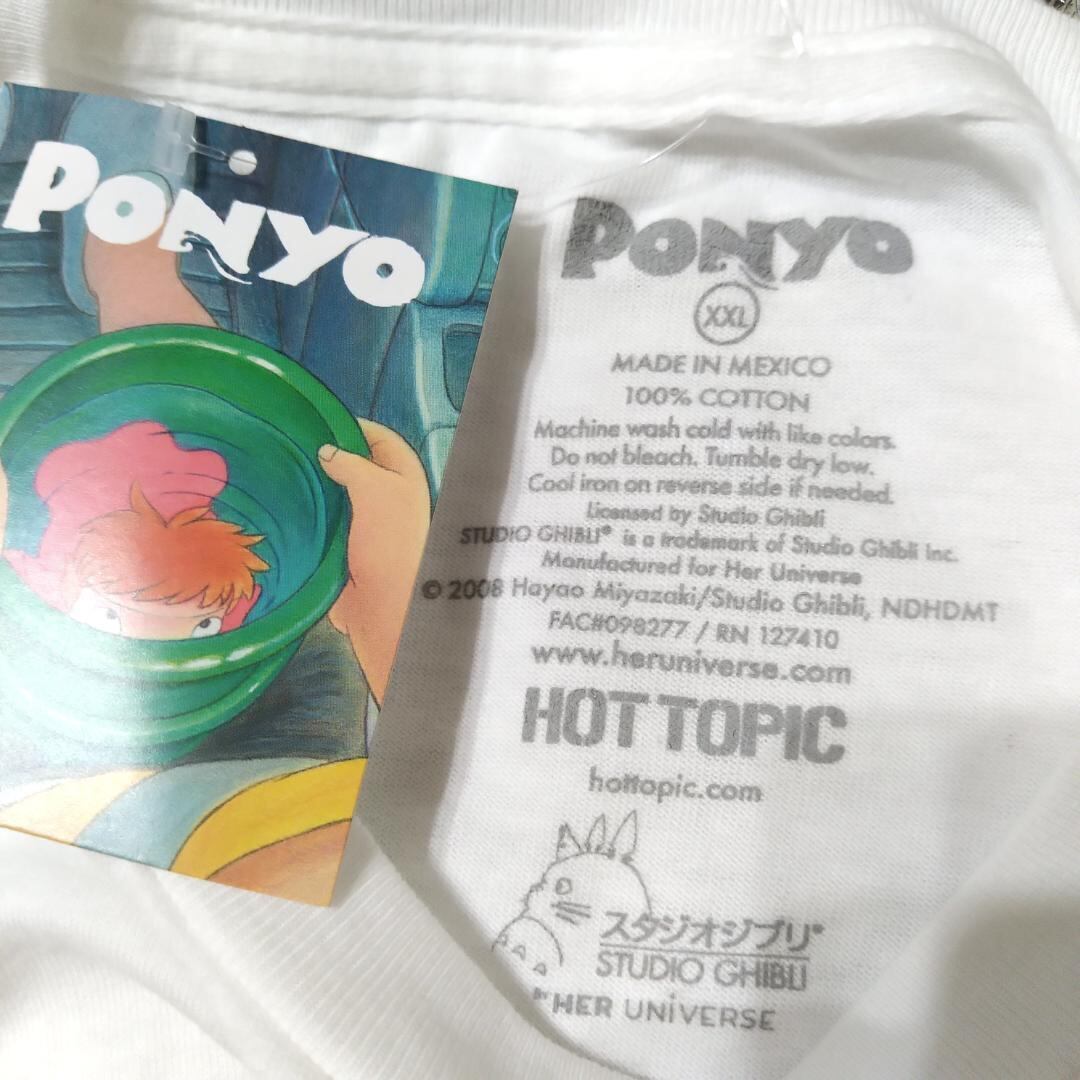 PONYO
PONYO
XXL
MADE IN MEXICO
100% COTTON
Machine wash cold with like colors.
Do not bleach. Tumble dry low.
Cool iron on reverse side if needed.
Licensed by Studio Ghibli
STUDIO GHIBLI® is a trademark of Studio Ghibli Inc.
Manufactured for Her Universe
© 2008 Hayao Miyazaki/Studio Ghibli, NDHDMT
FAC#098277 / RN 127410
www.heruniverse.com
HOT TOPIC
hottopic.com
スタジオジブリ®
STUDIO GHIBLI
BY HER UNiVERSE